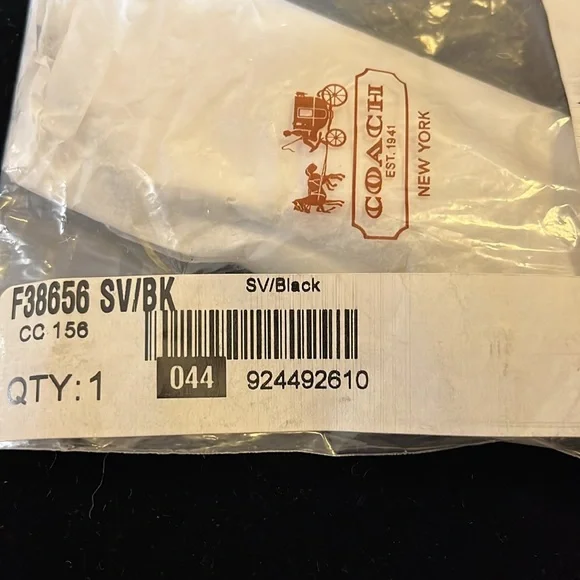 COACH
EST. 1941
NEW YORK
F38656 SV/BK
SV/Black
CC 156
QTY: 1
044
924492610